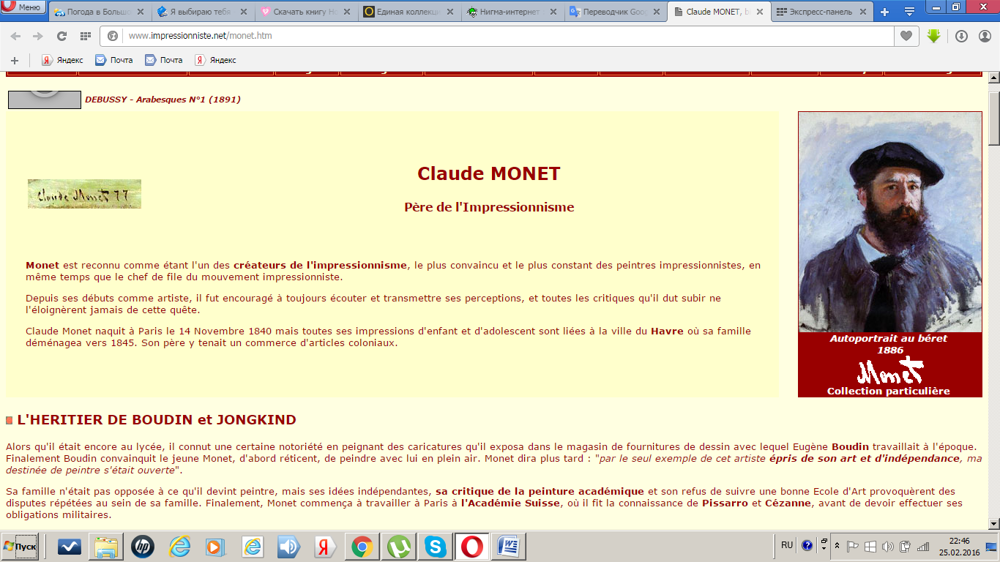 Меню
Погода в Большо
Я выбираю тебя
Скачать книгу Не
Единая коллекци
Нигма-интернет
Переводчик Goog
Claude MONET, b
Экспресс-панель
www.impressionniste.net/monet.htm
Яндекс
Почта
Почта
Яндекс
DEBUSSY - Arabesques N°1 (1891)
Claude Monet 77
Claude MONET
Père de l'Impressionnisme
Monet est reconnu comme étant l'un des créateurs de l'impressionnisme, le plus convaincu et le plus constant des peintres impressionnistes, en
même temps que le chef de file du mouvement impressionniste.
Depuis ses débuts comme artiste, il fut encouragé à toujours écouter et transmettre ses perceptions, et toutes les critiques qu'il dut subir ne
l'éloignèrent jamais de cette quête.
Claude Monet naquit à Paris le 14 Novembre 1840 mais toutes ses impressions d'enfant et d'adolescent sont liées à la ville du Havre où sa famille
déménagea vers 1845. Son père y tenait un commerce d'articles coloniaux.
Autoportrait au béret
1886
Monet
Collection particulière
L'HERITIER DE BOUDIN et JONGKIND
Alors qu'il était encore au lycée, il connut une certaine notoriété en peignant des caricatures qu'il exposa dans le magasin de fournitures de dessin avec lequel Eugène Boudin travaillait à l'époque.
Finalement Boudin convainquit le jeune Monet, d'abord réticent, de peindre avec lui en plein air. Monet dira plus tard : "par le seul exemple de cet artiste épris de son art et d'indépendance, ma
destinée de peintre s'était ouverte".
Sa famille n'était pas opposée à ce qu'il devint peintre, mais ses idées indépendantes, sa critique de la peinture académique et son refus de suivre une bonne Ecole d'Art provoquèrent des
disputes répétées au sein de sa famille. Finalement, Monet commença à travailler à Paris à l'Académie Suisse, où il fit la connaissance de Pissarro et Cézanne, avant de devoir effectuer ses
obligations militaires.
Пуск
RU
22:46
25.02.2016